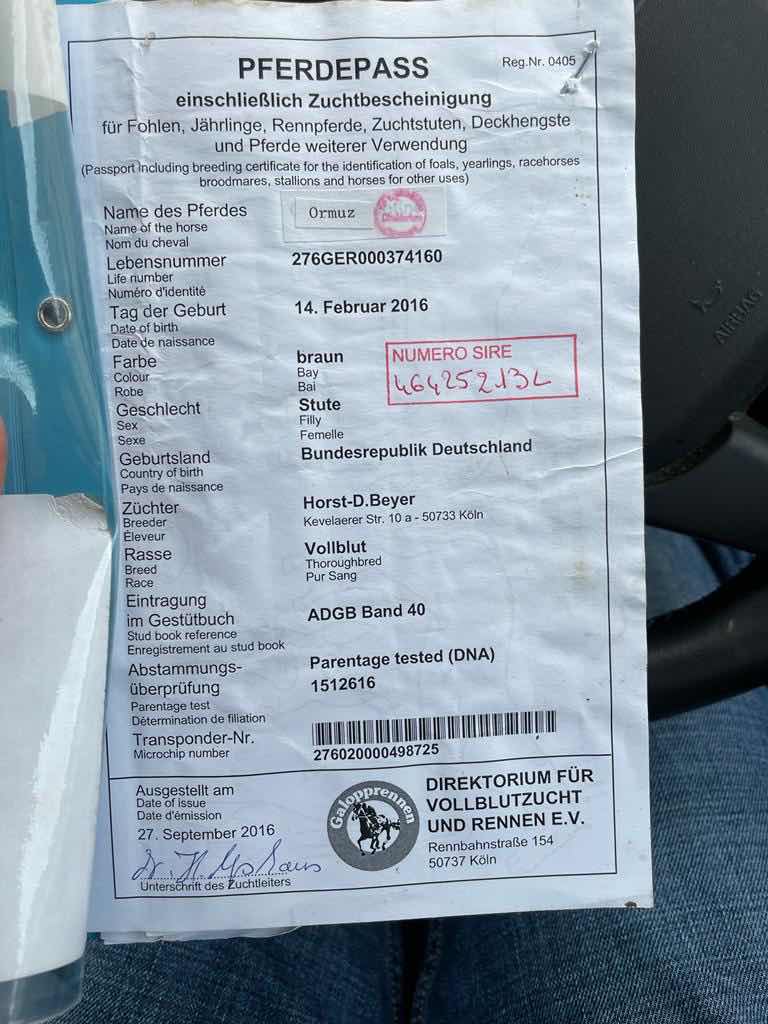 PFERDEPASS
Reg.Nr. 0405
einschließlich Zuchtbescheinigung
für Fohlen, Jährlinge, Rennpferde, Zuchtstuten, Deckhengste
und Pferde weiterer Verwendung
(Passport including breeding certificate for the identification of foals, yearlings, racehorses
broodmares, stallions and horses for other uses)
Name des Pferdes
Name of the horse
Nom du cheval
Ormuz
Lebensnummer
Life number
Numéro d'identité
276GER000374160
Tag der Geburt
Date of birth
Date de naissance
14. Februar 2016
Farbe
Colour
Robe
braun
Bay
Bai
NUMERO SIRE
46425213L
Geschlecht
Sex
Sexe
Stute
Filly
Femelle
Geburtsland
Country of birth
Pays de naissance
Bundesrepublik Deutschland
Züchter
Breeder
Éleveur
Horst-D.Beyer
Kevelaerer Str. 10 a - 50733 Köln
Rasse
Breed
Race
Vollblut
Thoroughbred
Pur Sang
Eintragung
im Gestütbuch
Stud book reference
Enregistrement au stud book
ADGB Band 40
Abstammungs-
überprüfung
Parentage test
Détermination de filiation
Parentage tested (DNA)
1512616
Transponder-Nr.
Microchip number
276020000498725
Ausgestellt am
Date of issue
Date d'émission
27. September 2016
Unterschrift des Zuchtleiters
Galopprennen
DIREKTORIUM FÜR
VOLLBLUTZUCHT
UND RENNEN E.V.
Rennbahnstraße 154
50737 Köln
AIRBAG